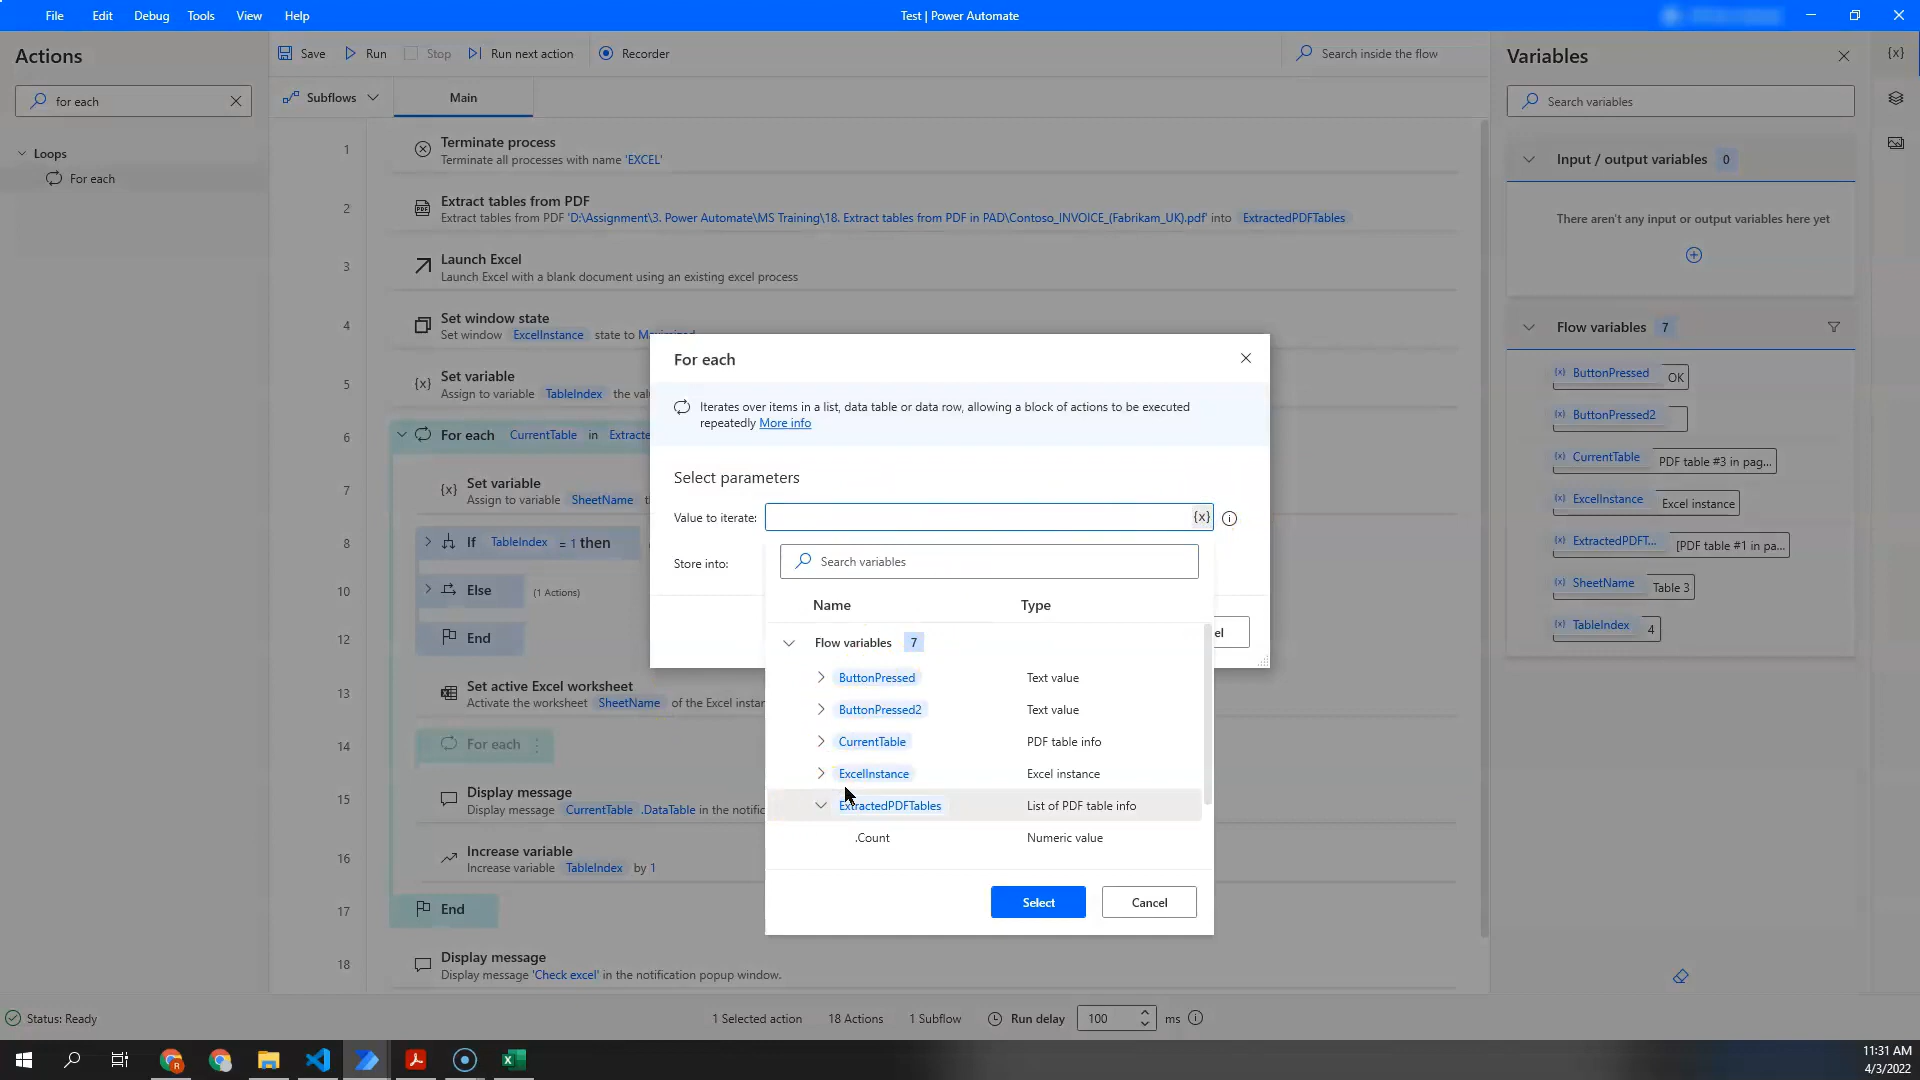 File Edit Debug Tools View Help
Test | Power Automate
Actions
for each
Loops
For each
Save Run Stop Run next action Recorder
Search inside the flow
Subflows
Main
1
Terminate process
Terminate all processes with name 'EXCEL'
2
Extract tables from PDF
Extract tables from PDF 'D:\Assignment\3. Power Automate\MS Training\18. Extract tables from PDF in PAD\Contoso_INVOICE_(Fabrikam_UK).pdf' into ExtractedPDFTables
3
Launch Excel
Launch Excel with a blank document using an existing excel process
4
Set window state
Set window ExcelInstance state to Maximized
5
{x} Set variable
Assign to variable TableIndex the valu
6
For each CurrentTable in Extracte
7
{x} Set variable
Assign to variable SheetName t
8
If TableIndex = 1 then
10
Else (1 Actions)
12
End
13
Set active Excel worksheet
Activate the worksheet SheetName of the Excel instan
14
For each
15
Display message
Display message CurrentTable .DataTable in the notific
16
Increase variable
Increase variable TableIndex by 1
17
End
18
Display message
Display message 'Check excel' in the notification popup window.
For each
Iterates over items in a list, data table or data row, allowing a block of actions to be executed
repeatedly More info
Select parameters
Value to iterate:
{x}
Store into:
el
Search variables
Name Type
Flow variables 7
ButtonPressed Text value
ButtonPressed2 Text value
CurrentTable PDF table info
ExcelInstance Excel instance
ExtractedPDFTables List of PDF table info
.Count Numeric value
Select Cancel
Variables
{x}
Search variables
Input / output variables 0
There aren't any input or output variables here yet
Flow variables 7
(x) ButtonPressed OK
(x) ButtonPressed2
(x) CurrentTable PDF table #3 in pag...
(x) ExcelInstance Excel instance
(x) ExtractedPDFT... [PDF table #1 in pa...
(x) SheetName Table 3
(x) TableIndex 4
Status: Ready
1 Selected action 18 Actions 1 Subflow Run delay 100 ms
11:31 AM
4/3/2022